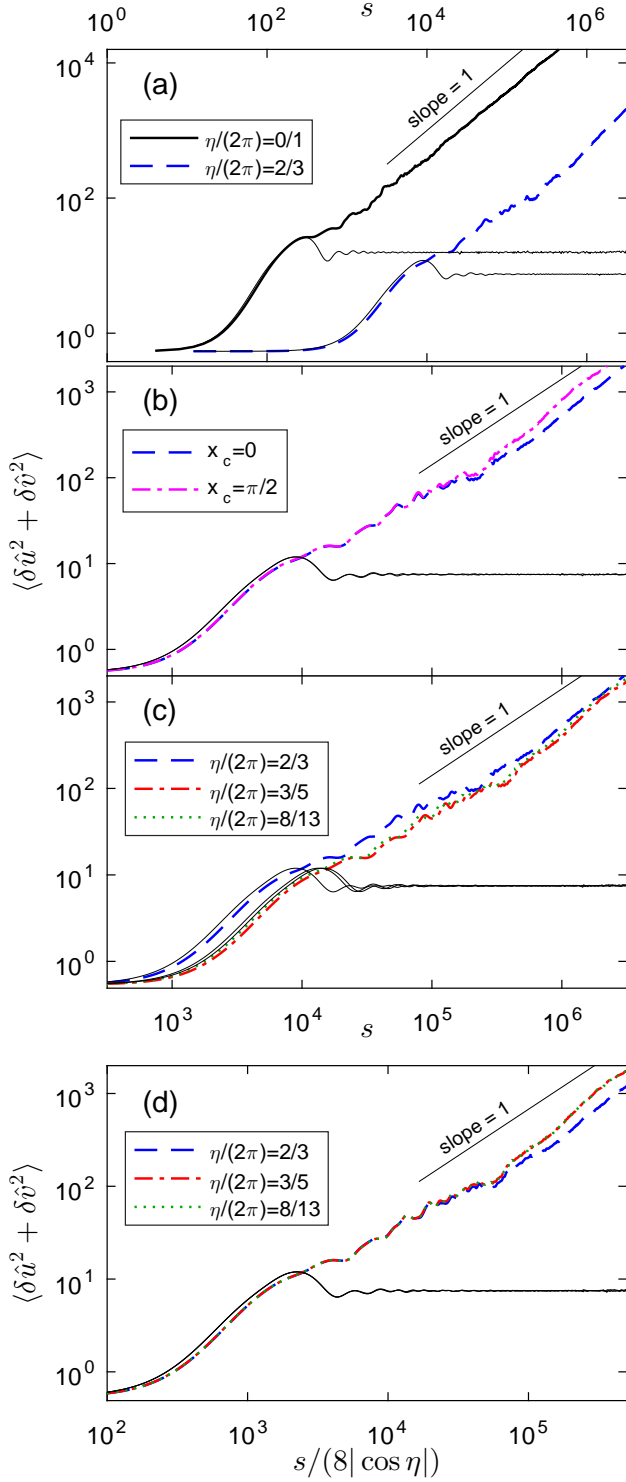 s
10^0 10^2 10^4 10^6
10^4
(a)
slope = 1
η/(2π)=0/1
η/(2π)=2/3
10^2
10^0
10^3
(b)
slope = 1
x_c=0
x_c=π/2
10^2
10^1
10^0
⟨δû² + δv̂²⟩
10^3
(c)
slope = 1
η/(2π)=2/3
η/(2π)=3/5
η/(2π)=8/13
10^2
10^1
10^0
10^3 10^4 10^5 10^6
s
10^3
(d)
slope = 1
η/(2π)=2/3
η/(2π)=3/5
η/(2π)=8/13
10^2
10^1
10^0
⟨δû² + δv̂²⟩
10^2 10^3 10^4 10^5
s/(8| cos η|)